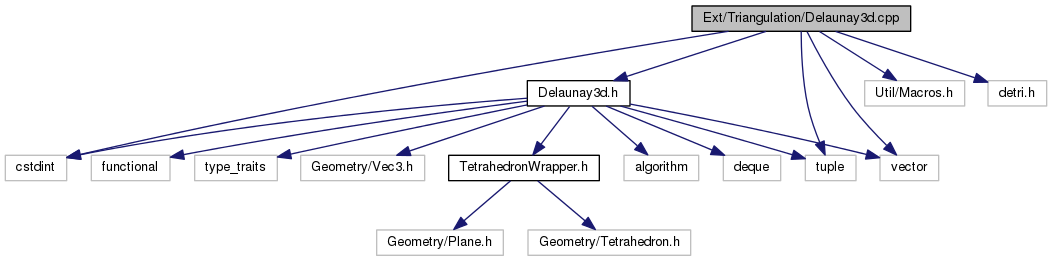 Ext/Triangulation/Delaunay3d.cpp
Delaunay3d.h
Util/Macros.h
detri.h
cstdint
functional
type_traits
Geometry/Vec3.h
TetrahedronWrapper.h
algorithm
deque
tuple
vector
Geometry/Plane.h
Geometry/Tetrahedron.h